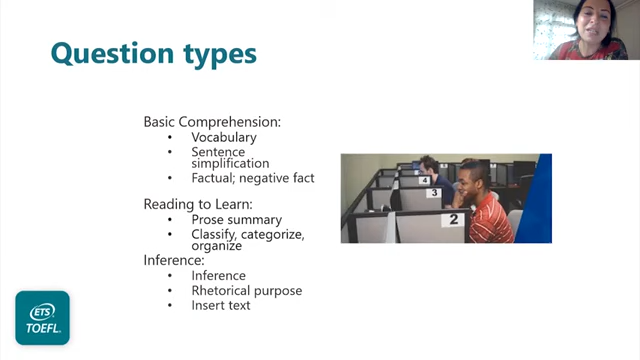 Question types
Basic Comprehension:
• Vocabulary
• Sentence
simplification
• Factual; negative fact
Reading to Learn:
• Prose summary
• Classify, categorize,
organize
Inference:
• Inference
• Rhetorical purpose
• Insert text
4
3
2
ETS
TOEFL